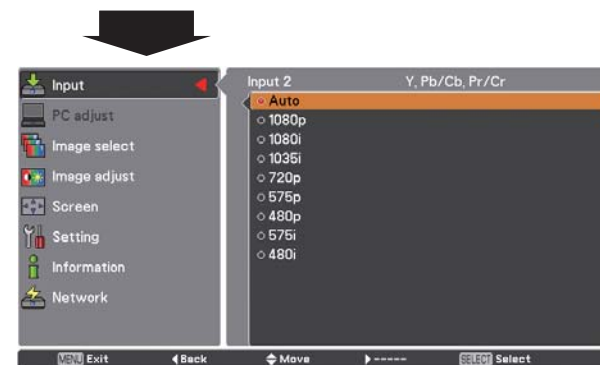 Input
PC adjust
Image select
Image adjust
Screen
Setting
Information
Network
Input 2 Y, Pb/Cb, Pr/Cr
Auto
1080p
1080i
1035i
720p
575p
480p
575i
480i
MENU Exit Back Move ----- SELECT Select